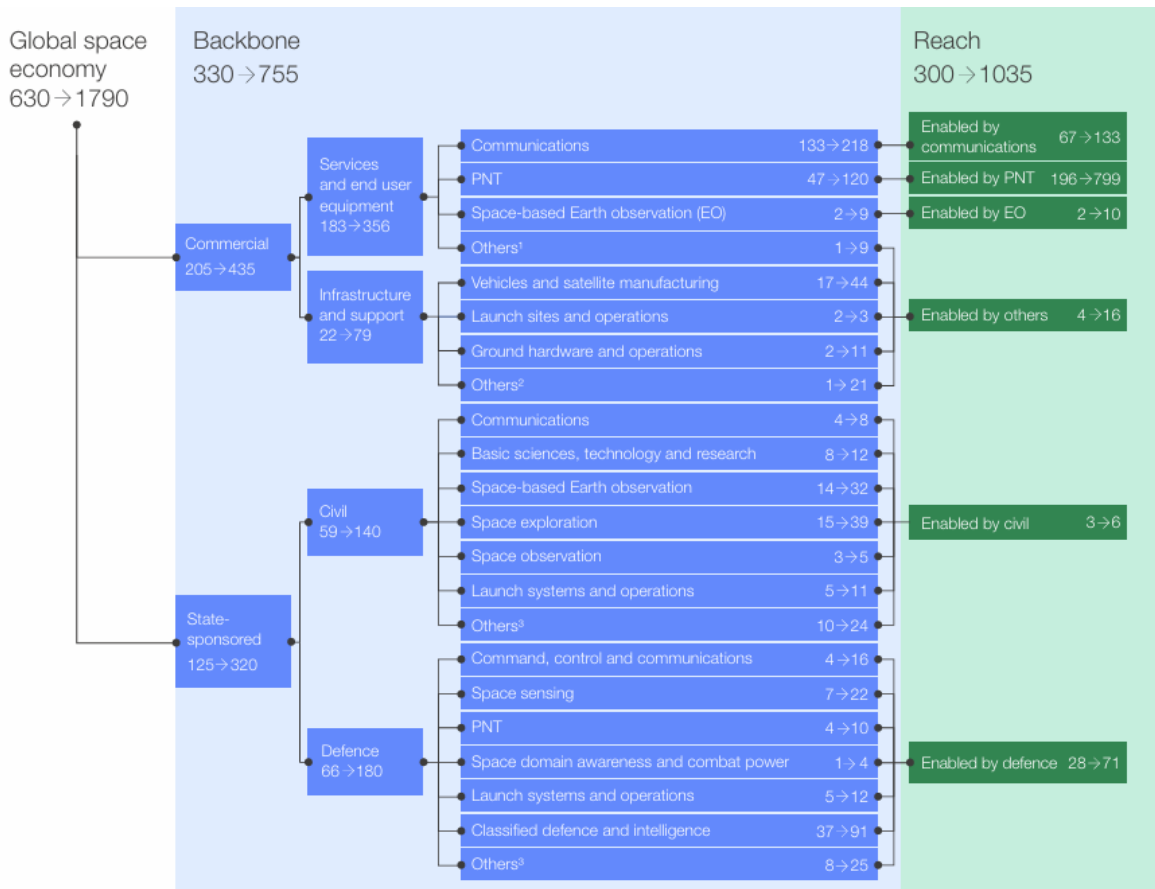 Global space
economy
630→1790
Backbone
330→755
Reach
300→1035
Commercial
205→435
State-
sponsored
125→320
Services
and end user
equipment
183→356
Infrastructure
and support
22→79
Civil
59→140
Defence
66→180
Communications 133→218
PNT 47→120
Space-based Earth observation (EO) 2→9
Others¹ 1→9
Vehicles and satellite manufacturing 17→44
Launch sites and operations 2→3
Ground hardware and operations 2→11
Others² 1→21
Communications 4→8
Basic sciences, technology and research 8→12
Space-based Earth observation 14→32
Space exploration 15→39
Space observation 3→5
Launch systems and operations 5→11
Others³ 10→24
Command, control and communications 4→16
Space sensing 7→22
PNT 4→10
Space domain awareness and combat power 1→4
Launch systems and operations 5→12
Classified defence and intelligence 37→91
Others³ 8→25
Enabled by
communications 67→133
Enabled by PNT 196→799
Enabled by EO 2→10
Enabled by others 4→16
Enabled by civil 3→6
Enabled by defence 28→71